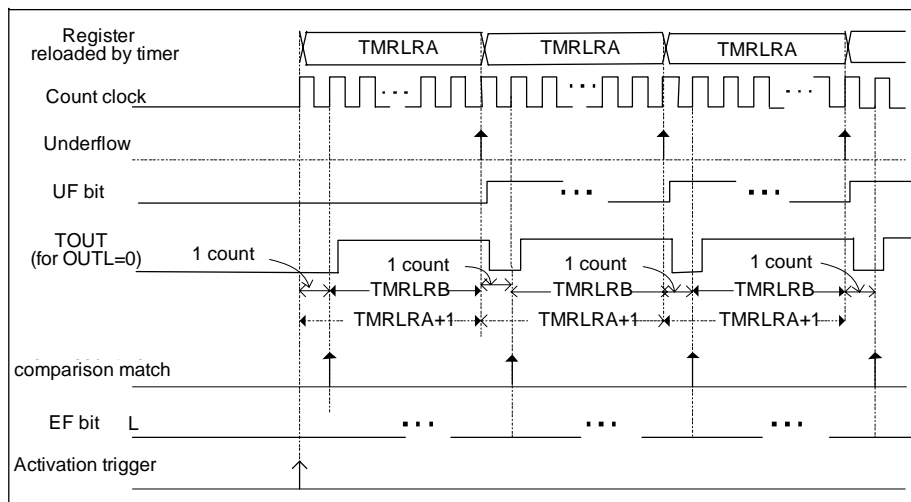 Register
reloaded by timer
TMRLRA
TMRLRA
TMRLRA
Count clock
Underflow
UF bit
TOUT
(for OUTL=0)
1 count
1 count
1 count
1 count
TMRLRB
TMRLRB
TMRLRB
TMRLRA+1
TMRLRA+1
TMRLRA+1
comparison match
EF bit L
Activation trigger